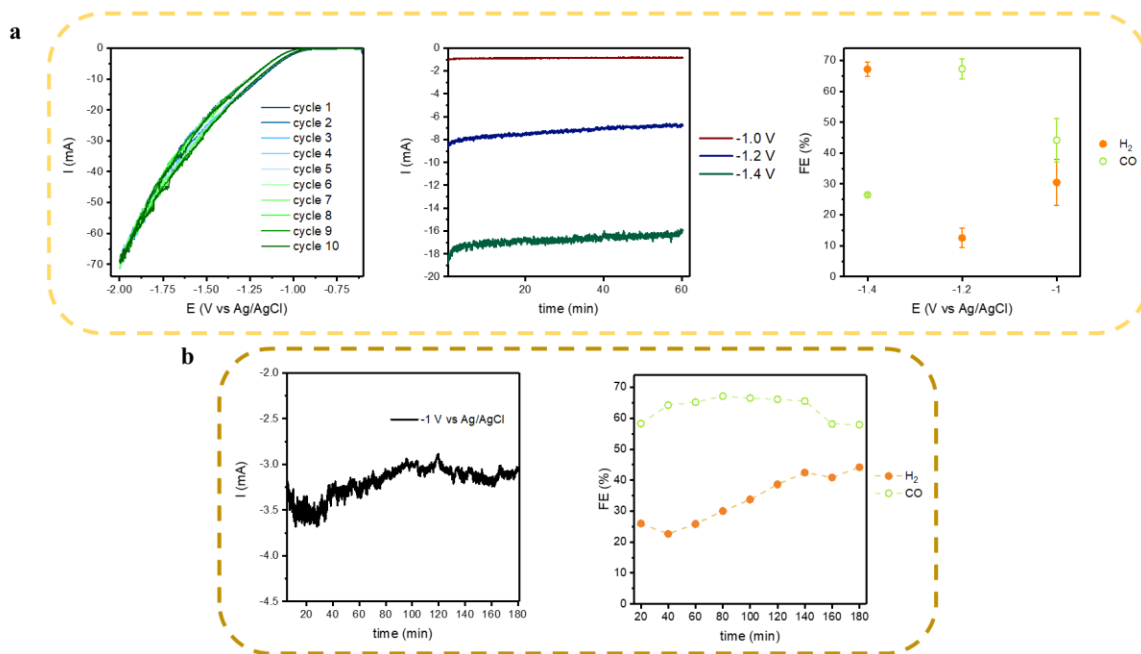 a
0
-10
-20
-30
-40
-50
-60
-70
I (mA)
-2.00 -1.75 -1.50 -1.25 -1.00 -0.75
E (V vs Ag/AgCl)
cycle 1
cycle 2
cycle 3
cycle 4
cycle 5
cycle 6
cycle 7
cycle 8
cycle 9
cycle 10
0
-2
-4
-6
-8
-10
-12
-14
-16
-18
-20
I (mA)
20 40 60
time (min)
-1.0 V
-1.2 V
-1.4 V
80
70
60
50
40
30
20
10
0
FE (%)
-1.4 -1.2 -1
E (V vs Ag/AgCl)
H2
CO
b
-2.0
-2.5
-3.0
-3.5
-4.0
-4.5
I (mA)
-1 V vs Ag/AgCl
20 40 60 80 100 120 140 160 180
time (min)
70
60
50
40
30
20
10
0
FE (%)
20 40 60 80 100 120 140 160 180
time (min)
H2
CO